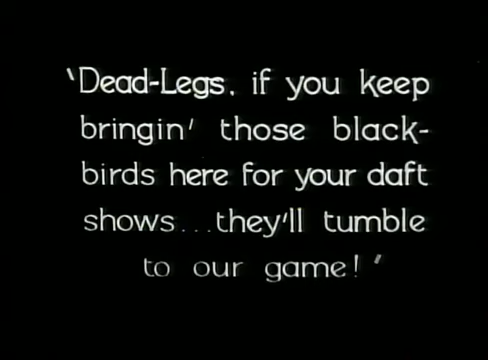 'Dead-Legs, if you keep
bringin' those black-
birds here for your daft
shows...they'll tumble
to our game!'